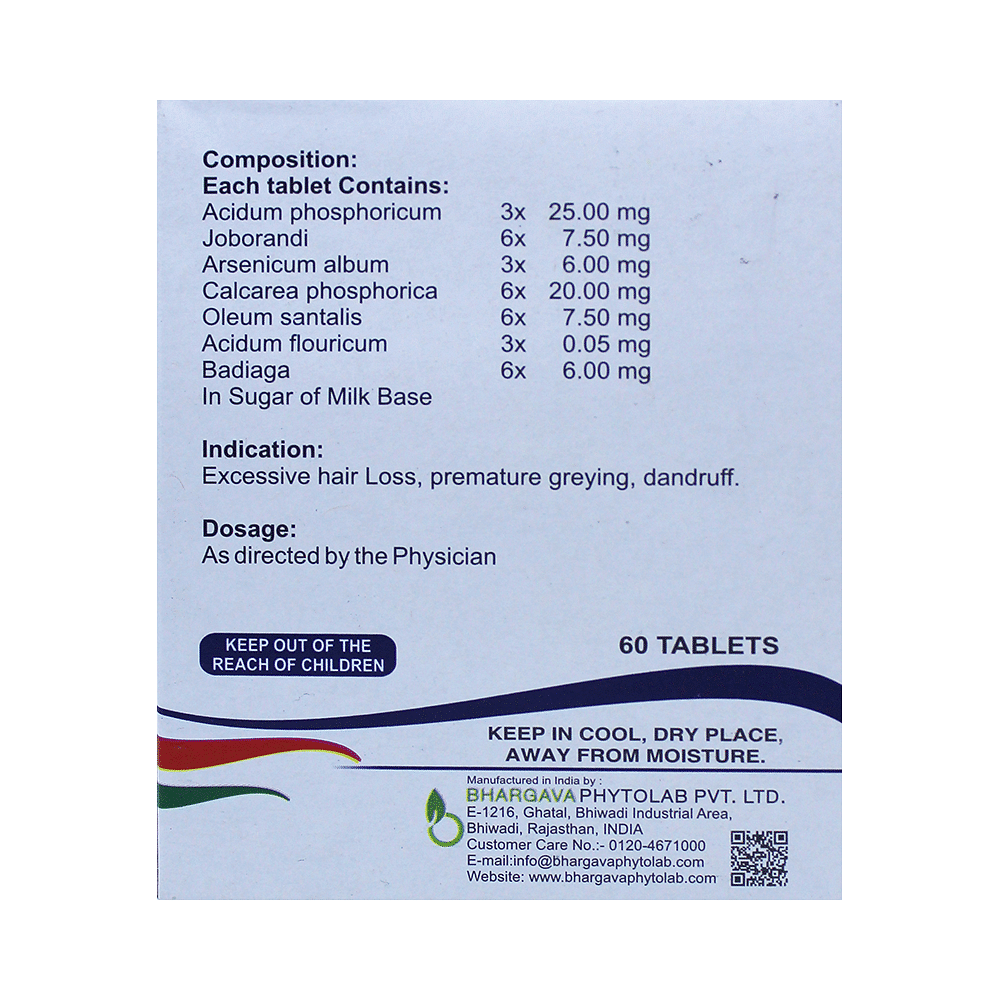 Composition:
Each tablet Contains:
Acidum phosphoricum 3x 25.00 mg
Joborandi 6x 7.50 mg
Arsenicum album 3x 6.00 mg
Calcarea phosphorica 6x 20.00 mg
Oleum santalis 6x 7.50 mg
Acidum flouricum 3x 0.05 mg
Badiaga 6x 6.00 mg
In Sugar of Milk Base
Indication:
Excessive hair Loss, premature greying, dandruff.
Dosage:
As directed by the Physician
KEEP OUT OF THE
REACH OF CHILDREN
60 TABLETS
KEEP IN COOL, DRY PLACE,
AWAY FROM MOISTURE.
Manufactured in India by :
BHARGAVA PHYTOLAB PVT. LTD.
E-1216, Ghatal, Bhiwadi Industrial Area,
Bhiwadi, Rajasthan, INDIA
Customer Care No.:- 0120-4671000
E-mail:info@bhargavaphytolab.com
Website: www.bhargavaphytolab.com